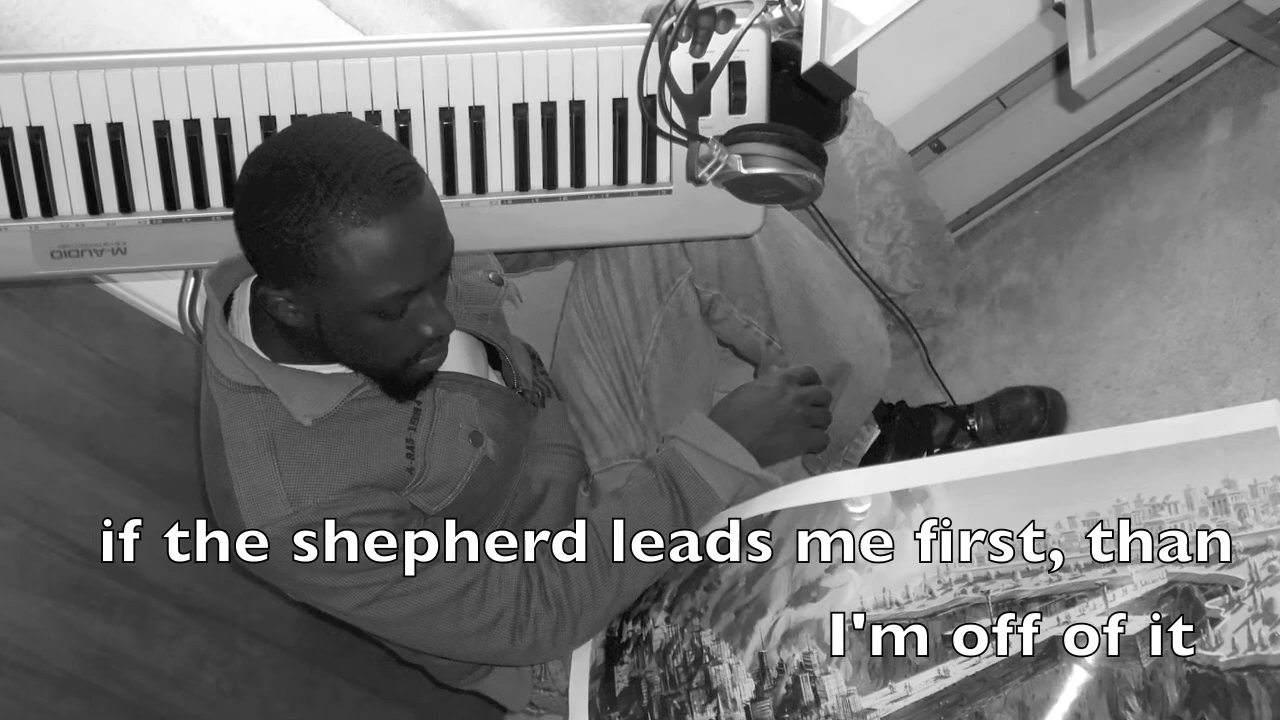 M-AUDIO
if the shepherd leads me first, than
I'm off of it